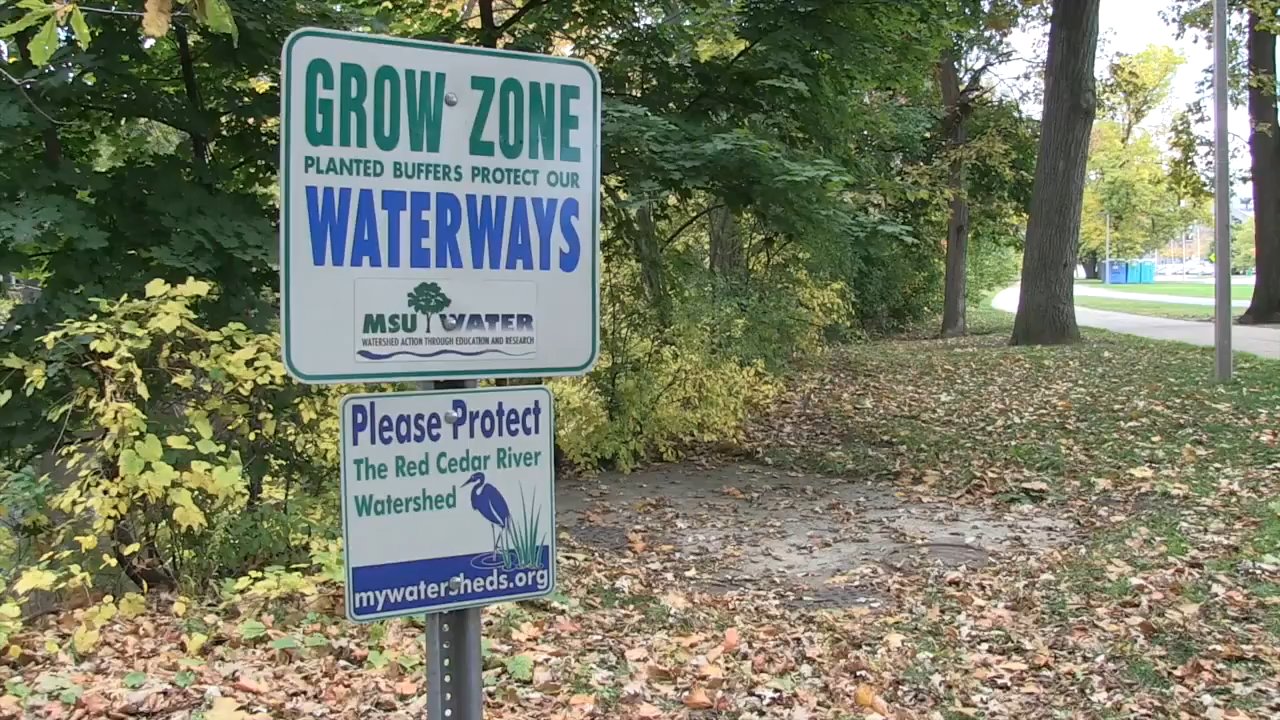 GROW ZONE
PLANTED BUFFERS PROTECT OUR
WATERWAYS
MSU WATER
WATERSHED ACTION THROUGH EDUCATION AND RESEARCH
Please Protect
The Red Cedar River
Watershed
mywatersheds.org